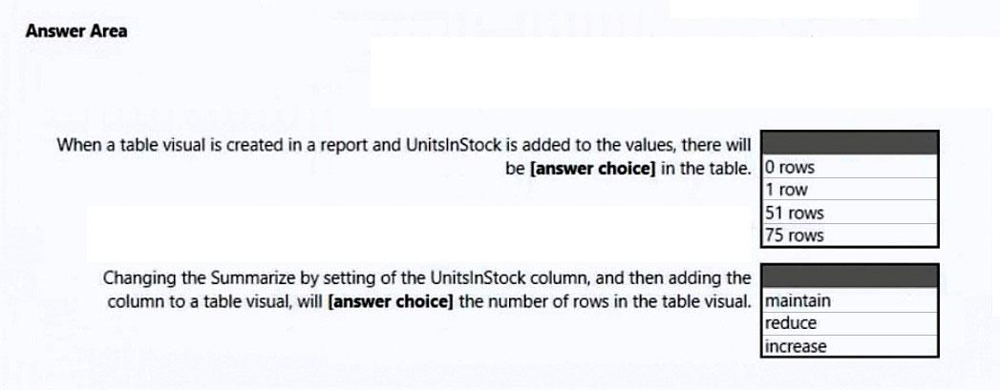 Answer Area
When a table visual is created in a report and UnitsInStock is added to the values, there will
be [answer choice] in the table.
0 rows
1 row
51 rows
75 rows
Changing the Summarize by setting of the UnitsInStock column, and then adding the
column to a table visual, will [answer choice] the number of rows in the table visual.
maintain
reduce
increase